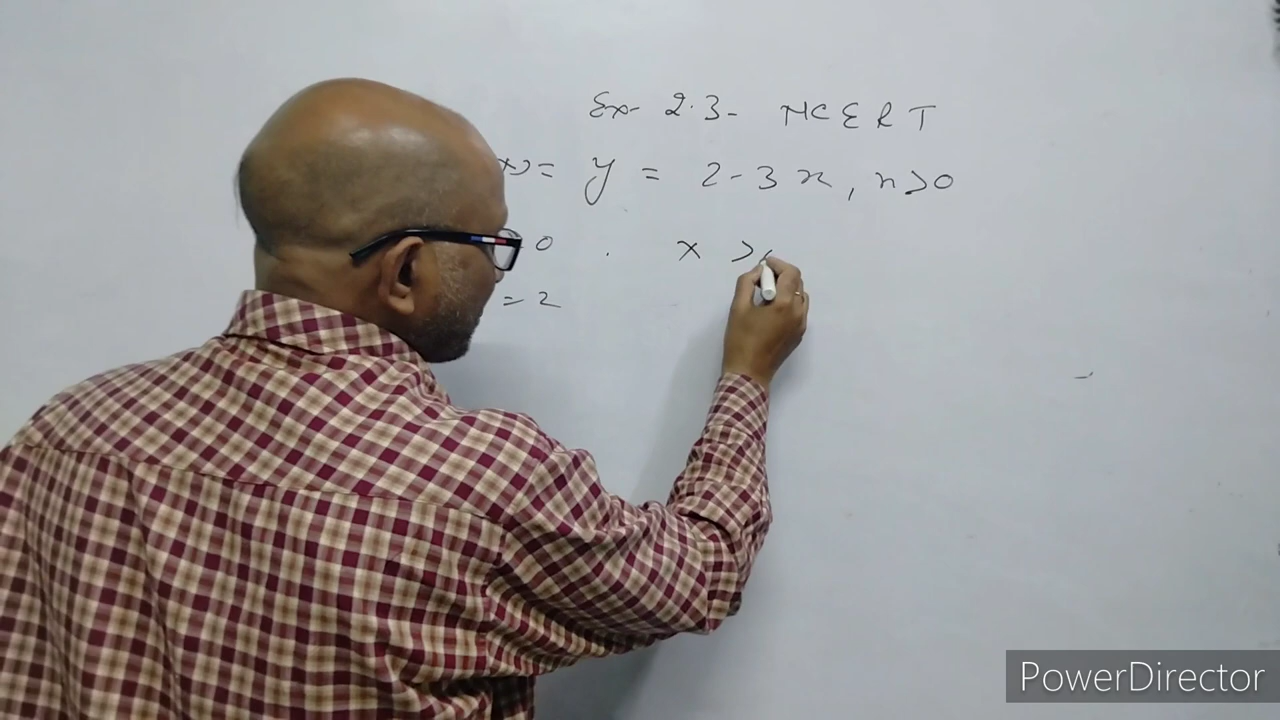 Ex- 2.3- NCERT
x) = y = 2-3x, x>0
0 . x >
= 2
PowerDirector